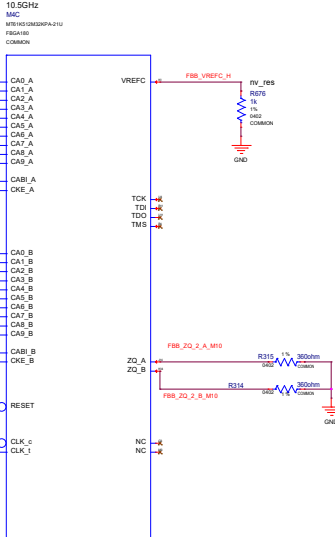 10.5GHz
M4C
MT61K512M32KPA-21U
FBGA180
COMMON
CA0_A
CA1_A
CA2_A
CA3_A
CA4_A
CA5_A
CA6_A
CA7_A
CA8_A
CA9_A
CABI_A
CKE_A
CA0_B
CA1_B
CA2_B
CA3_B
CA4_B
CA5_B
CA6_B
CA7_B
CA8_B
CA9_B
CABI_B
CKE_B
RESET
CLK_c
CLK_t
VREFC
TCK
TDI
TDO
TMS
ZQ_A
ZQ_B
NC
NC
FBB_VREFC_H
nv_res
R676
1k
1%
0402
COMMON
GND
FBB_ZQ_2_A_M10
R315
1 %
360ohm
0402
COMMON
FBB_ZQ_2_B_M10
R314
360ohm
0402
1 %
COMMON
GND